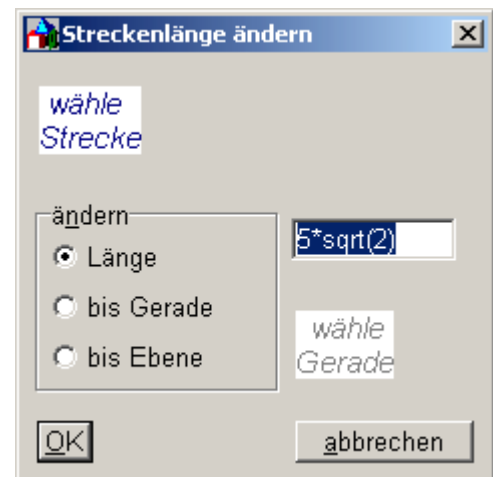 Streckenlänge ändern
wähle
Strecke
ändern
Länge
5*sqrt(2)
bis Gerade
bis Ebene
wähle
Gerade
OK
abbrechen